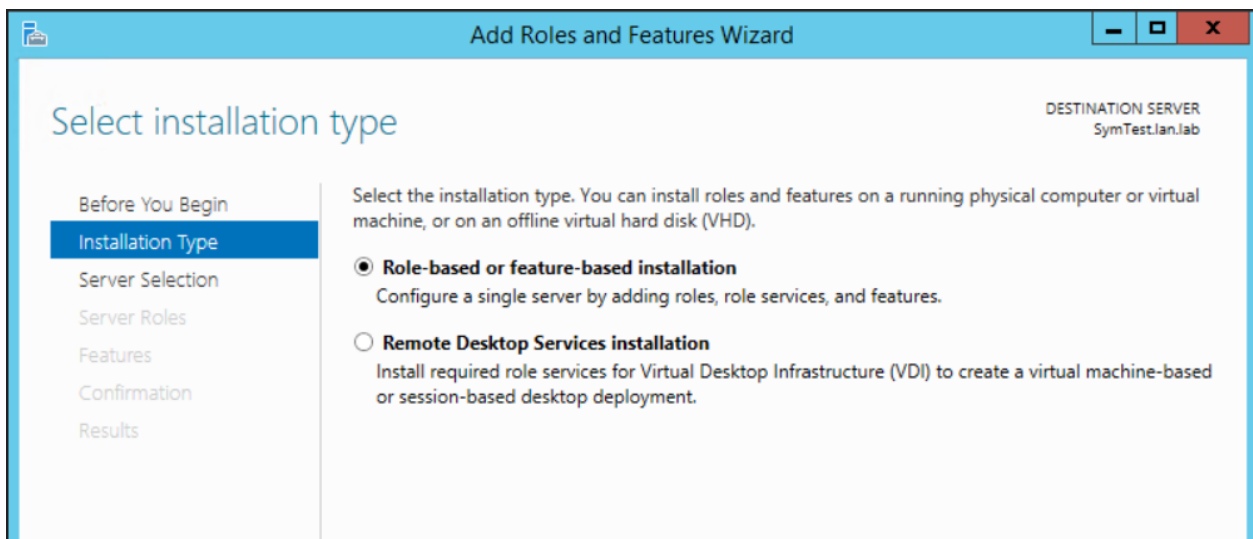 Add Roles and Features Wizard
Select installation type
DESTINATION SERVER
SymTest.lan.lab
Before You Begin
Installation Type
Server Selection
Server Roles
Features
Confirmation
Results
Select the installation type. You can install roles and features on a running physical computer or virtual
machine, or on an offline virtual hard disk (VHD).
Role-based or feature-based installation
Configure a single server by adding roles, role services, and features.
Remote Desktop Services installation
Install required role services for Virtual Desktop Infrastructure (VDI) to create a virtual machine-based
or session-based desktop deployment.